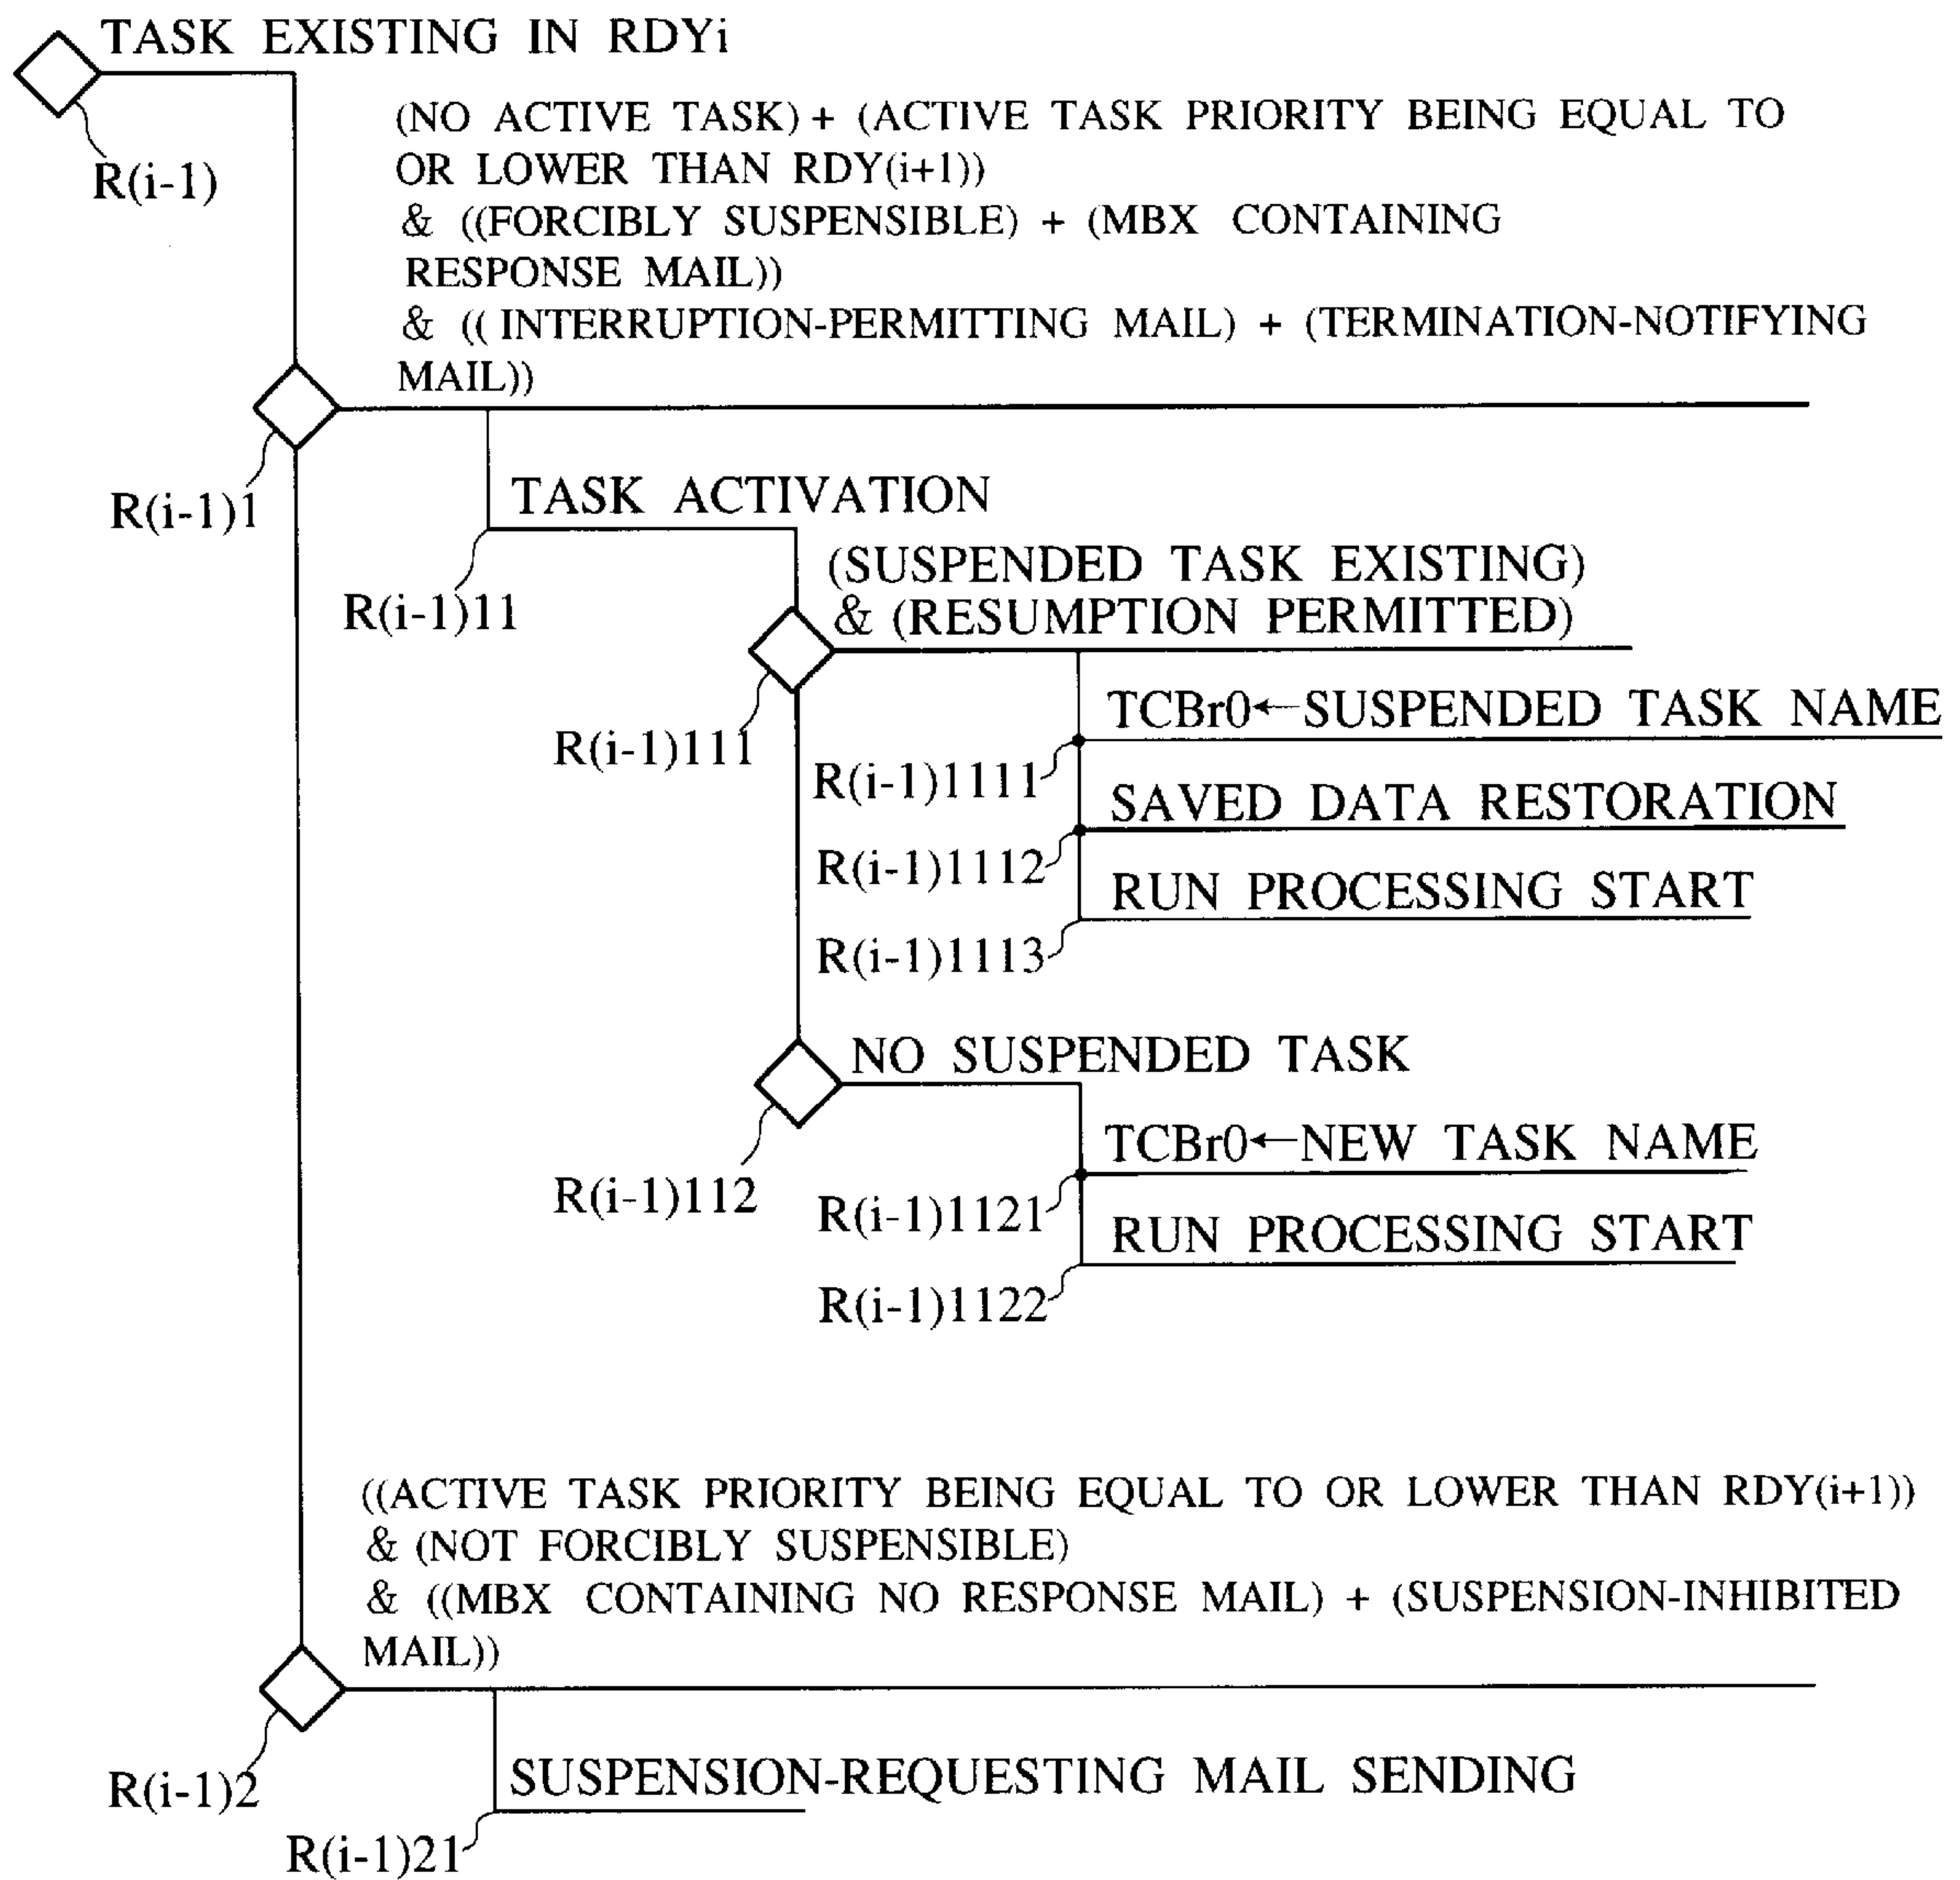 TASK EXISTING IN RDYi
R(i-1)
(NO ACTIVE TASK) + (ACTIVE TASK PRIORITY BEING EQUAL TO
OR LOWER THAN RDY(i+1))
& ((FORCIBLY SUSPENSIBLE) + (MBX CONTAINING
RESPONSE MAIL))
& (( INTERRUPTION-PERMITTING MAIL) + (TERMINATION-NOTIFYING
MAIL))
R(i-1)1
TASK ACTIVATION
R(i-1)11
(SUSPENDED TASK EXISTING)
& (RESUMPTION PERMITTED)
R(i-1)111
TCBr0←SUSPENDED TASK NAME
R(i-1)1111
SAVED DATA RESTORATION
R(i-1)1112
RUN PROCESSING START
R(i-1)1113
NO SUSPENDED TASK
R(i-1)112
TCBr0←NEW TASK NAME
R(i-1)1121
RUN PROCESSING START
R(i-1)1122
((ACTIVE TASK PRIORITY BEING EQUAL TO OR LOWER THAN RDY(i+1))
& (NOT FORCIBLY SUSPENSIBLE)
& ((MBX CONTAINING NO RESPONSE MAIL) + (SUSPENSION-INHIBITED
MAIL))
R(i-1)2
SUSPENSION-REQUESTING MAIL SENDING
R(i-1)21